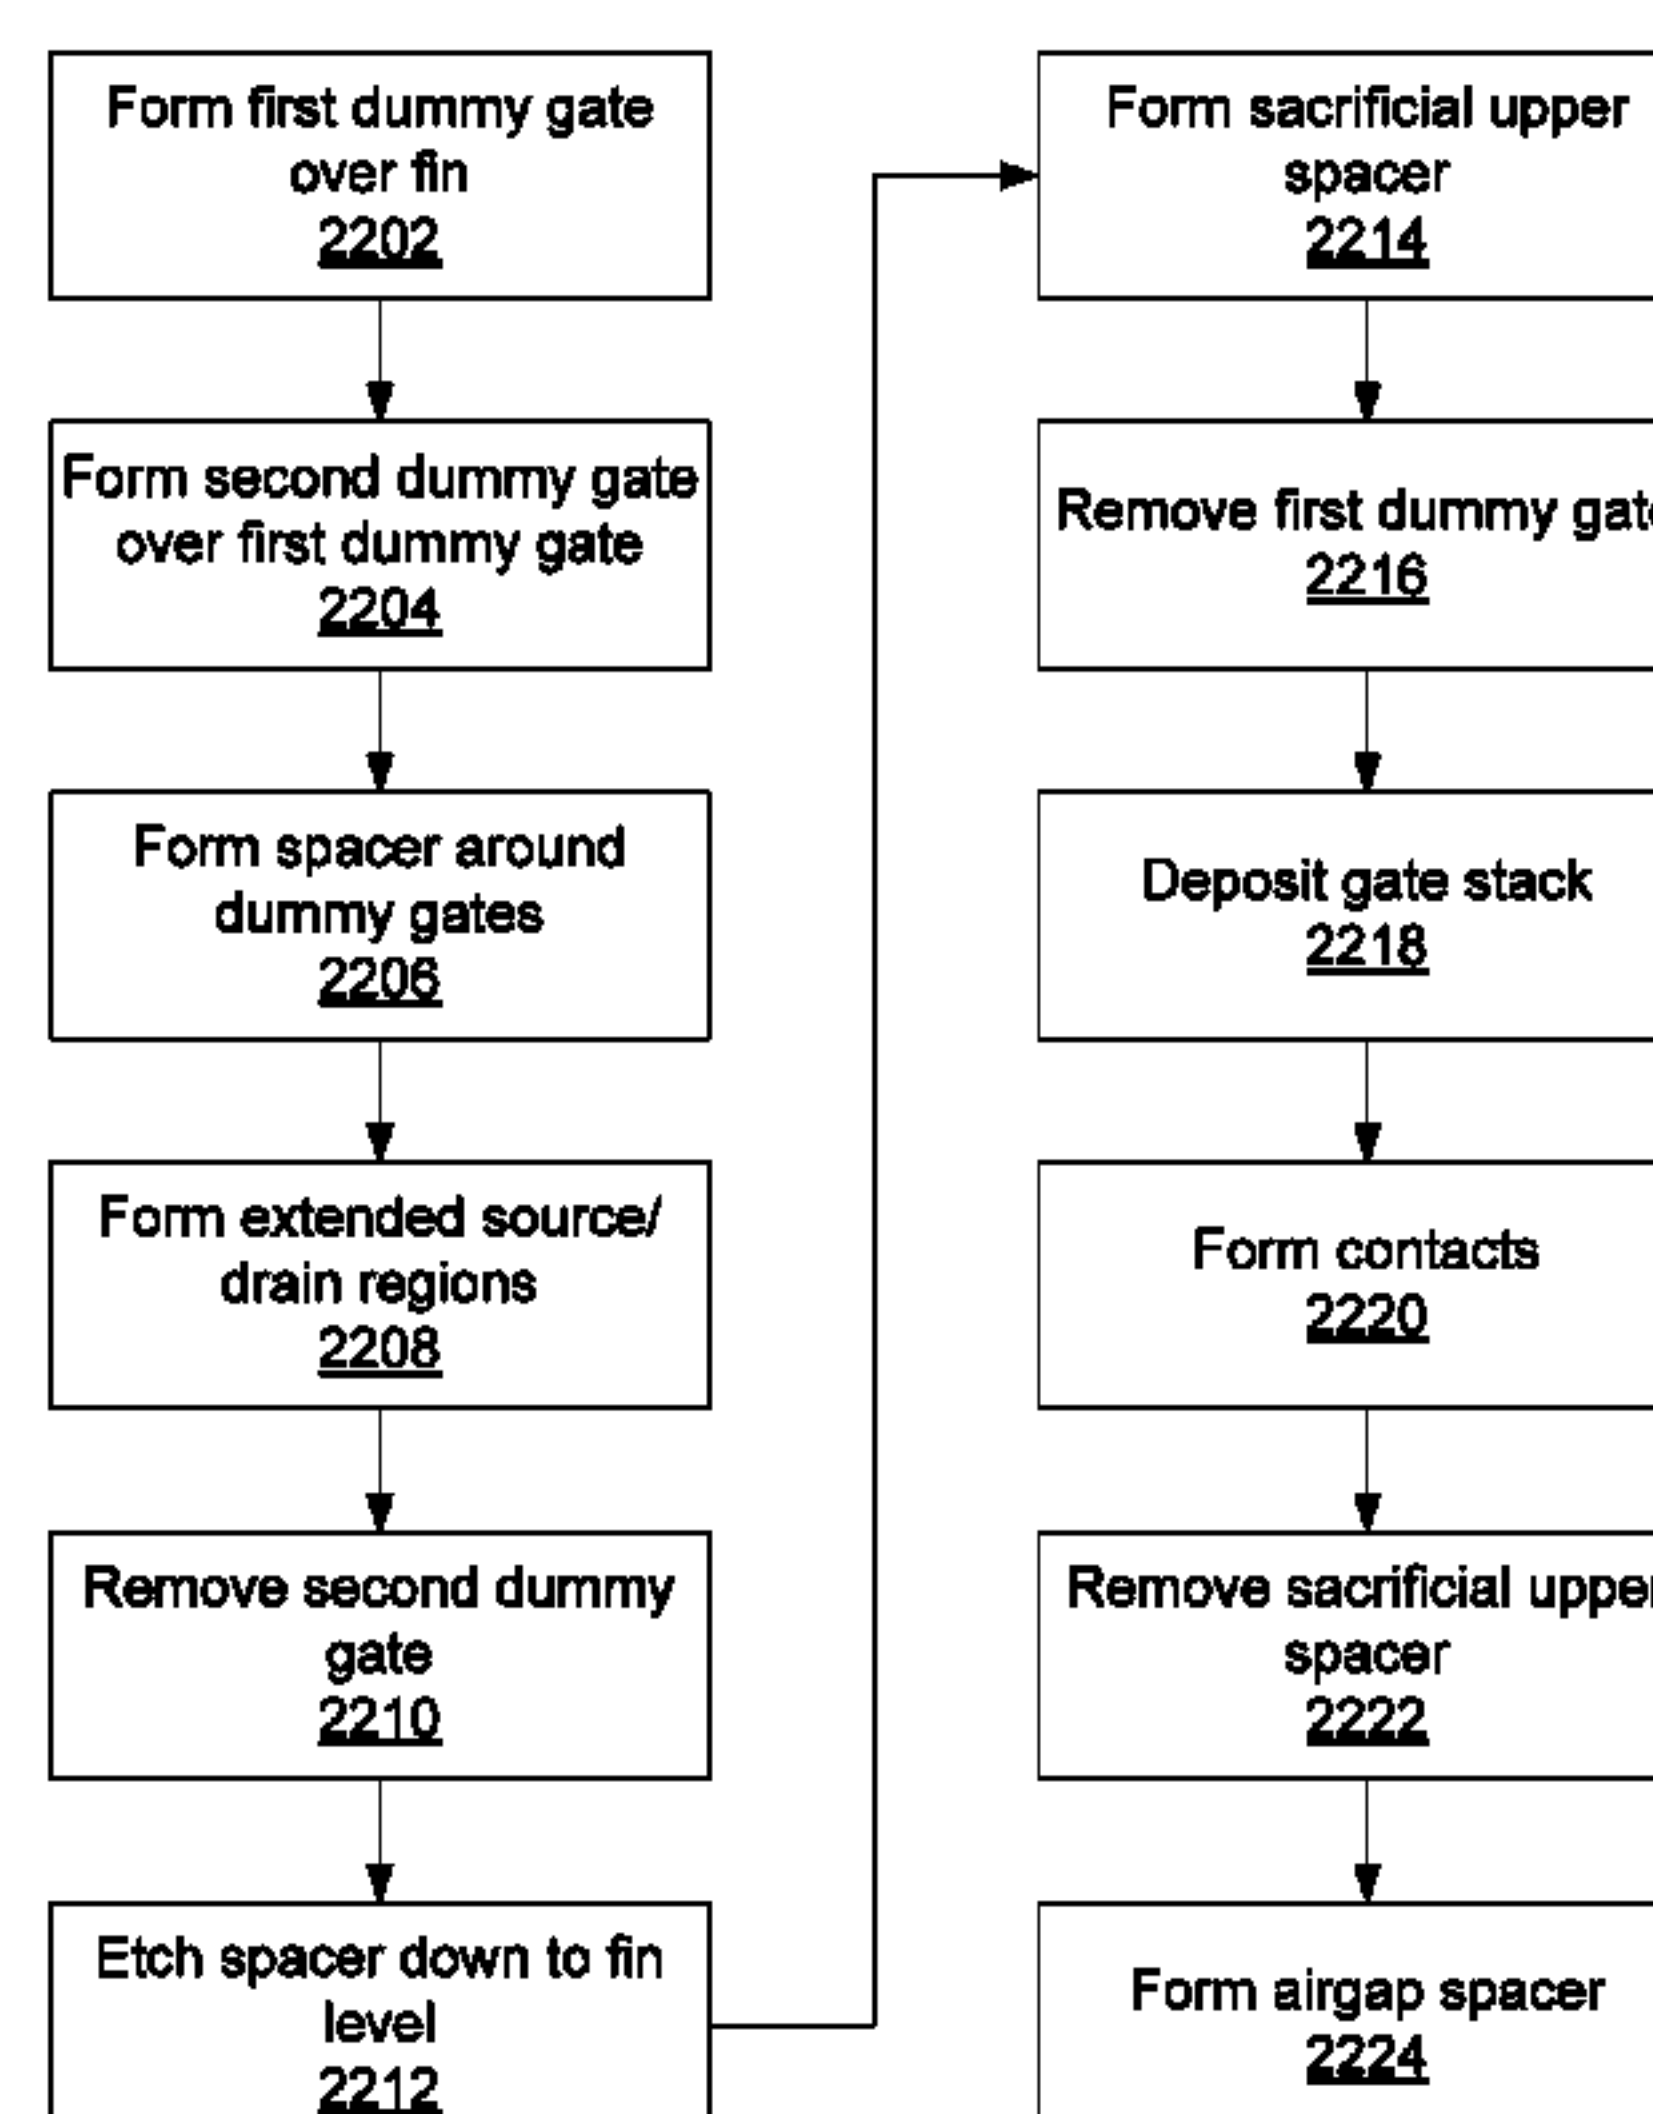 Form first dummy gate
over fin
2202
Form second dummy gate
over first dummy gate
2204
Form spacer around
dummy gates
2206
Form extended source/
drain regions
2208
Remove second dummy
gate
2210
Etch spacer down to fin
level
2212
Form sacrificial upper
spacer
2214
Remove first dummy gate
2216
Deposit gate stack
2218
Form contacts
2220
Remove sacrificial upper
spacer
2222
Form airgap spacer
2224